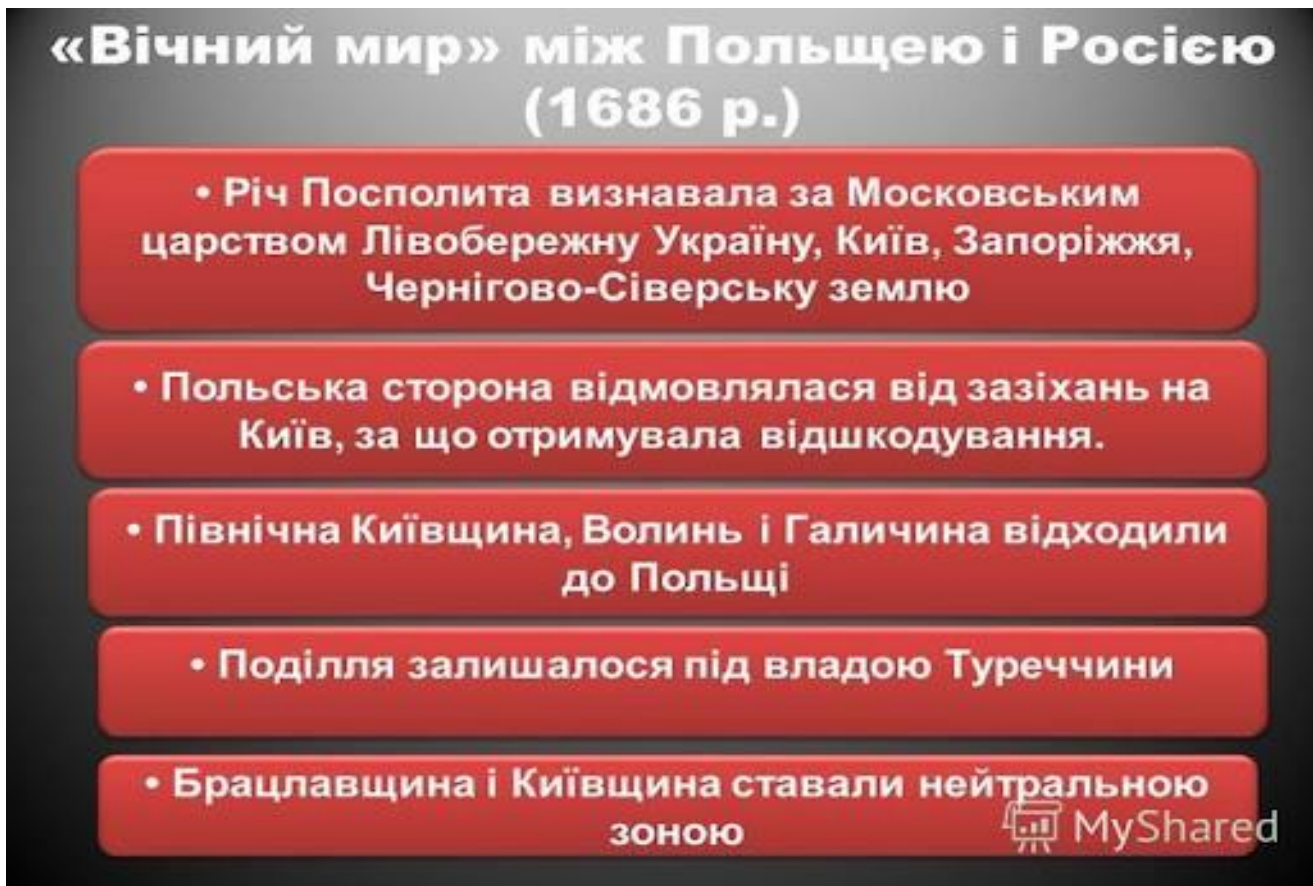 «Вічний мир» між Польщею і Росією
(1686 р.)
• Річ Посполита визнавала за Московським
царством Лівобережну Україну, Київ, Запоріжжя,
Чернігово-Сіверську землю
• Польська сторона відмовлялася від зазіхань на
Київ, за що отримувала відшкодування.
• Північна Київщина, Волинь і Галичина відходили
до Польщі
• Поділля залишалося під владою Туреччини
• Брацлавщина і Київщина ставали нейтральною
зоною
MyShared